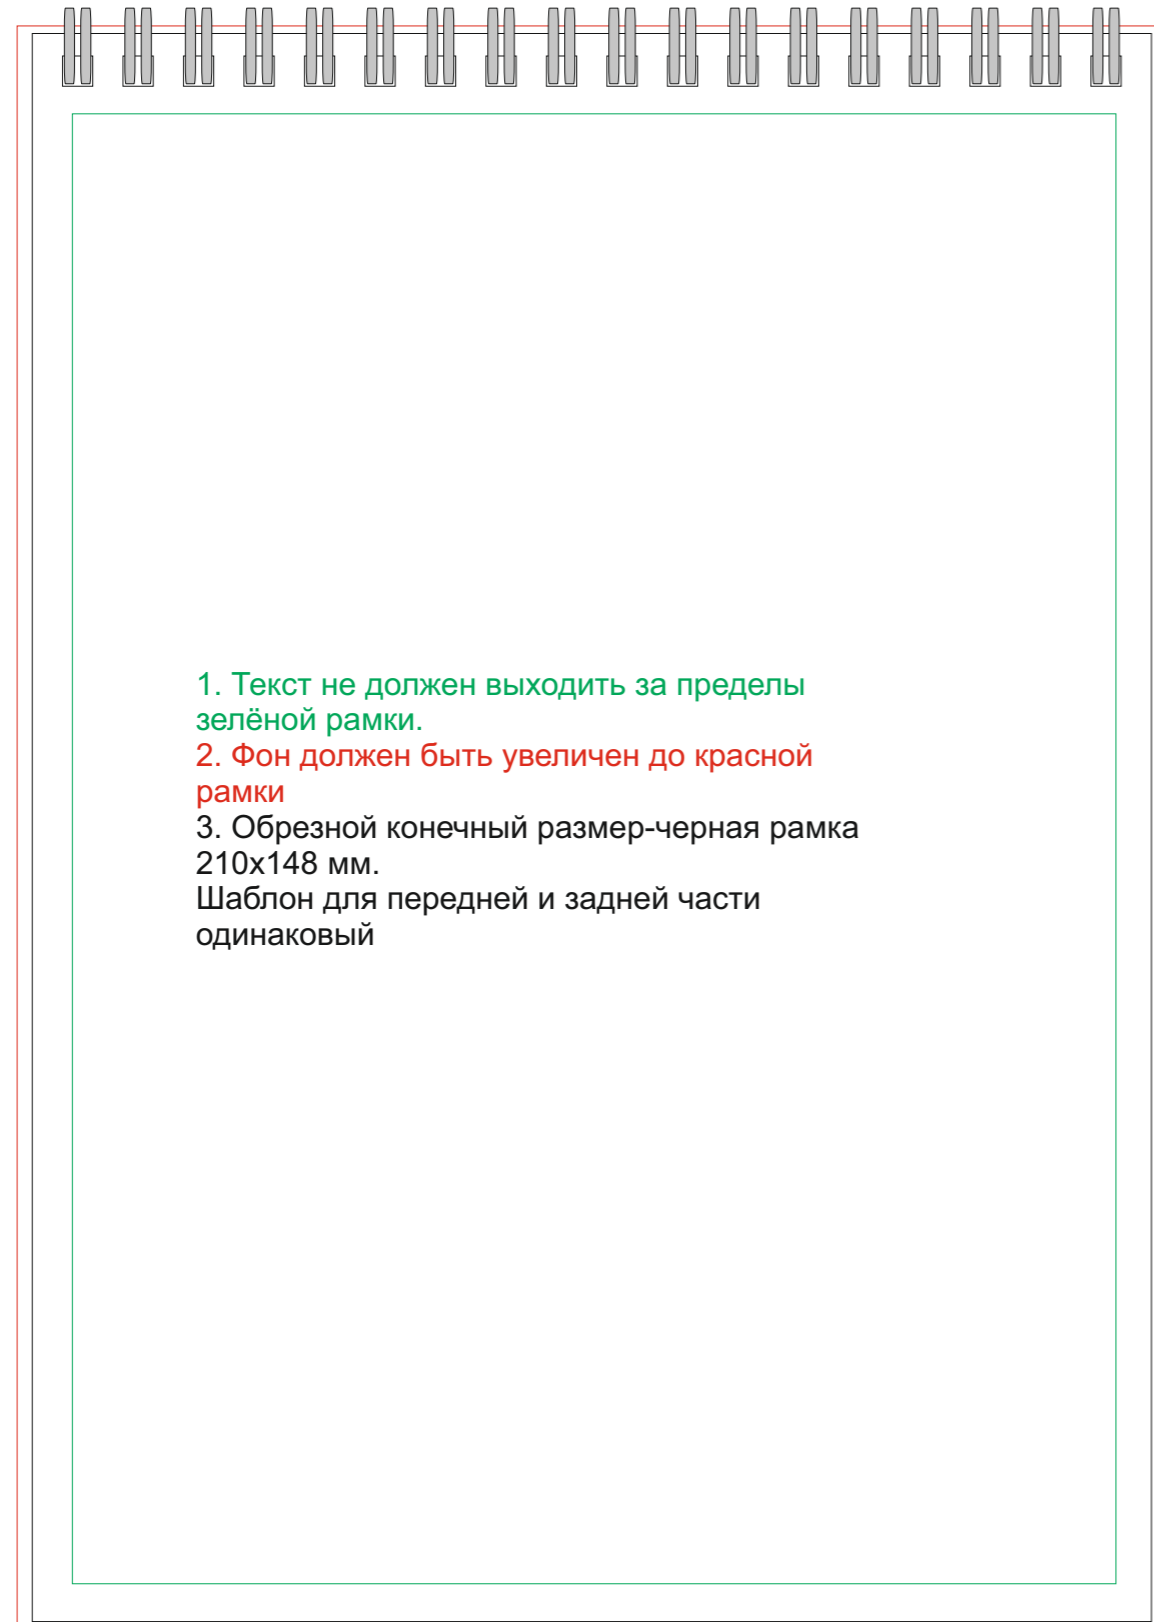 1. Текст не должен выходить за пределы
зелёной рамки.
2. Фон должен быть увеличен до красной
рамки
3. Обрезной конечный размер-черная рамка
210х148 мм.
Шаблон для передней и задней части
одинаковый